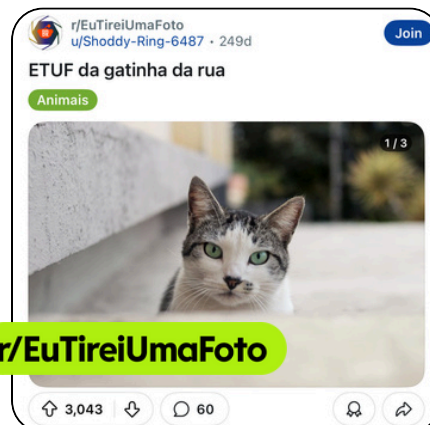 r/EuTireiUmaFoto
u/Shoddy-Ring-6487 • 249d
Join
ETUF da gatinha da rua
Animais
1/3
r/EuTireiUmaFoto
3,043
60